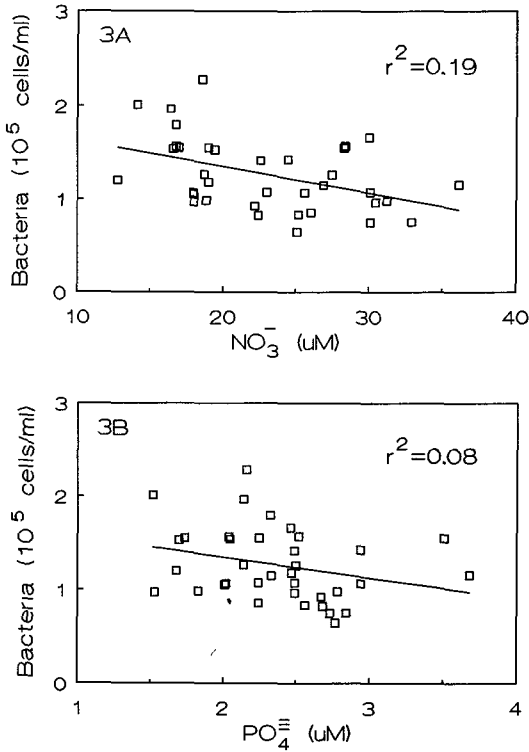 3A
r²=0.19
Bacteria (10⁵ cells/ml)
3
2
1
0
10
20
30
40
NO₃⁻ (uM)
3B
r²=0.08
Bacteria (10⁵ cells/ml)
3
2
1
0
1
2
3
4
PO₄≡ (uM)